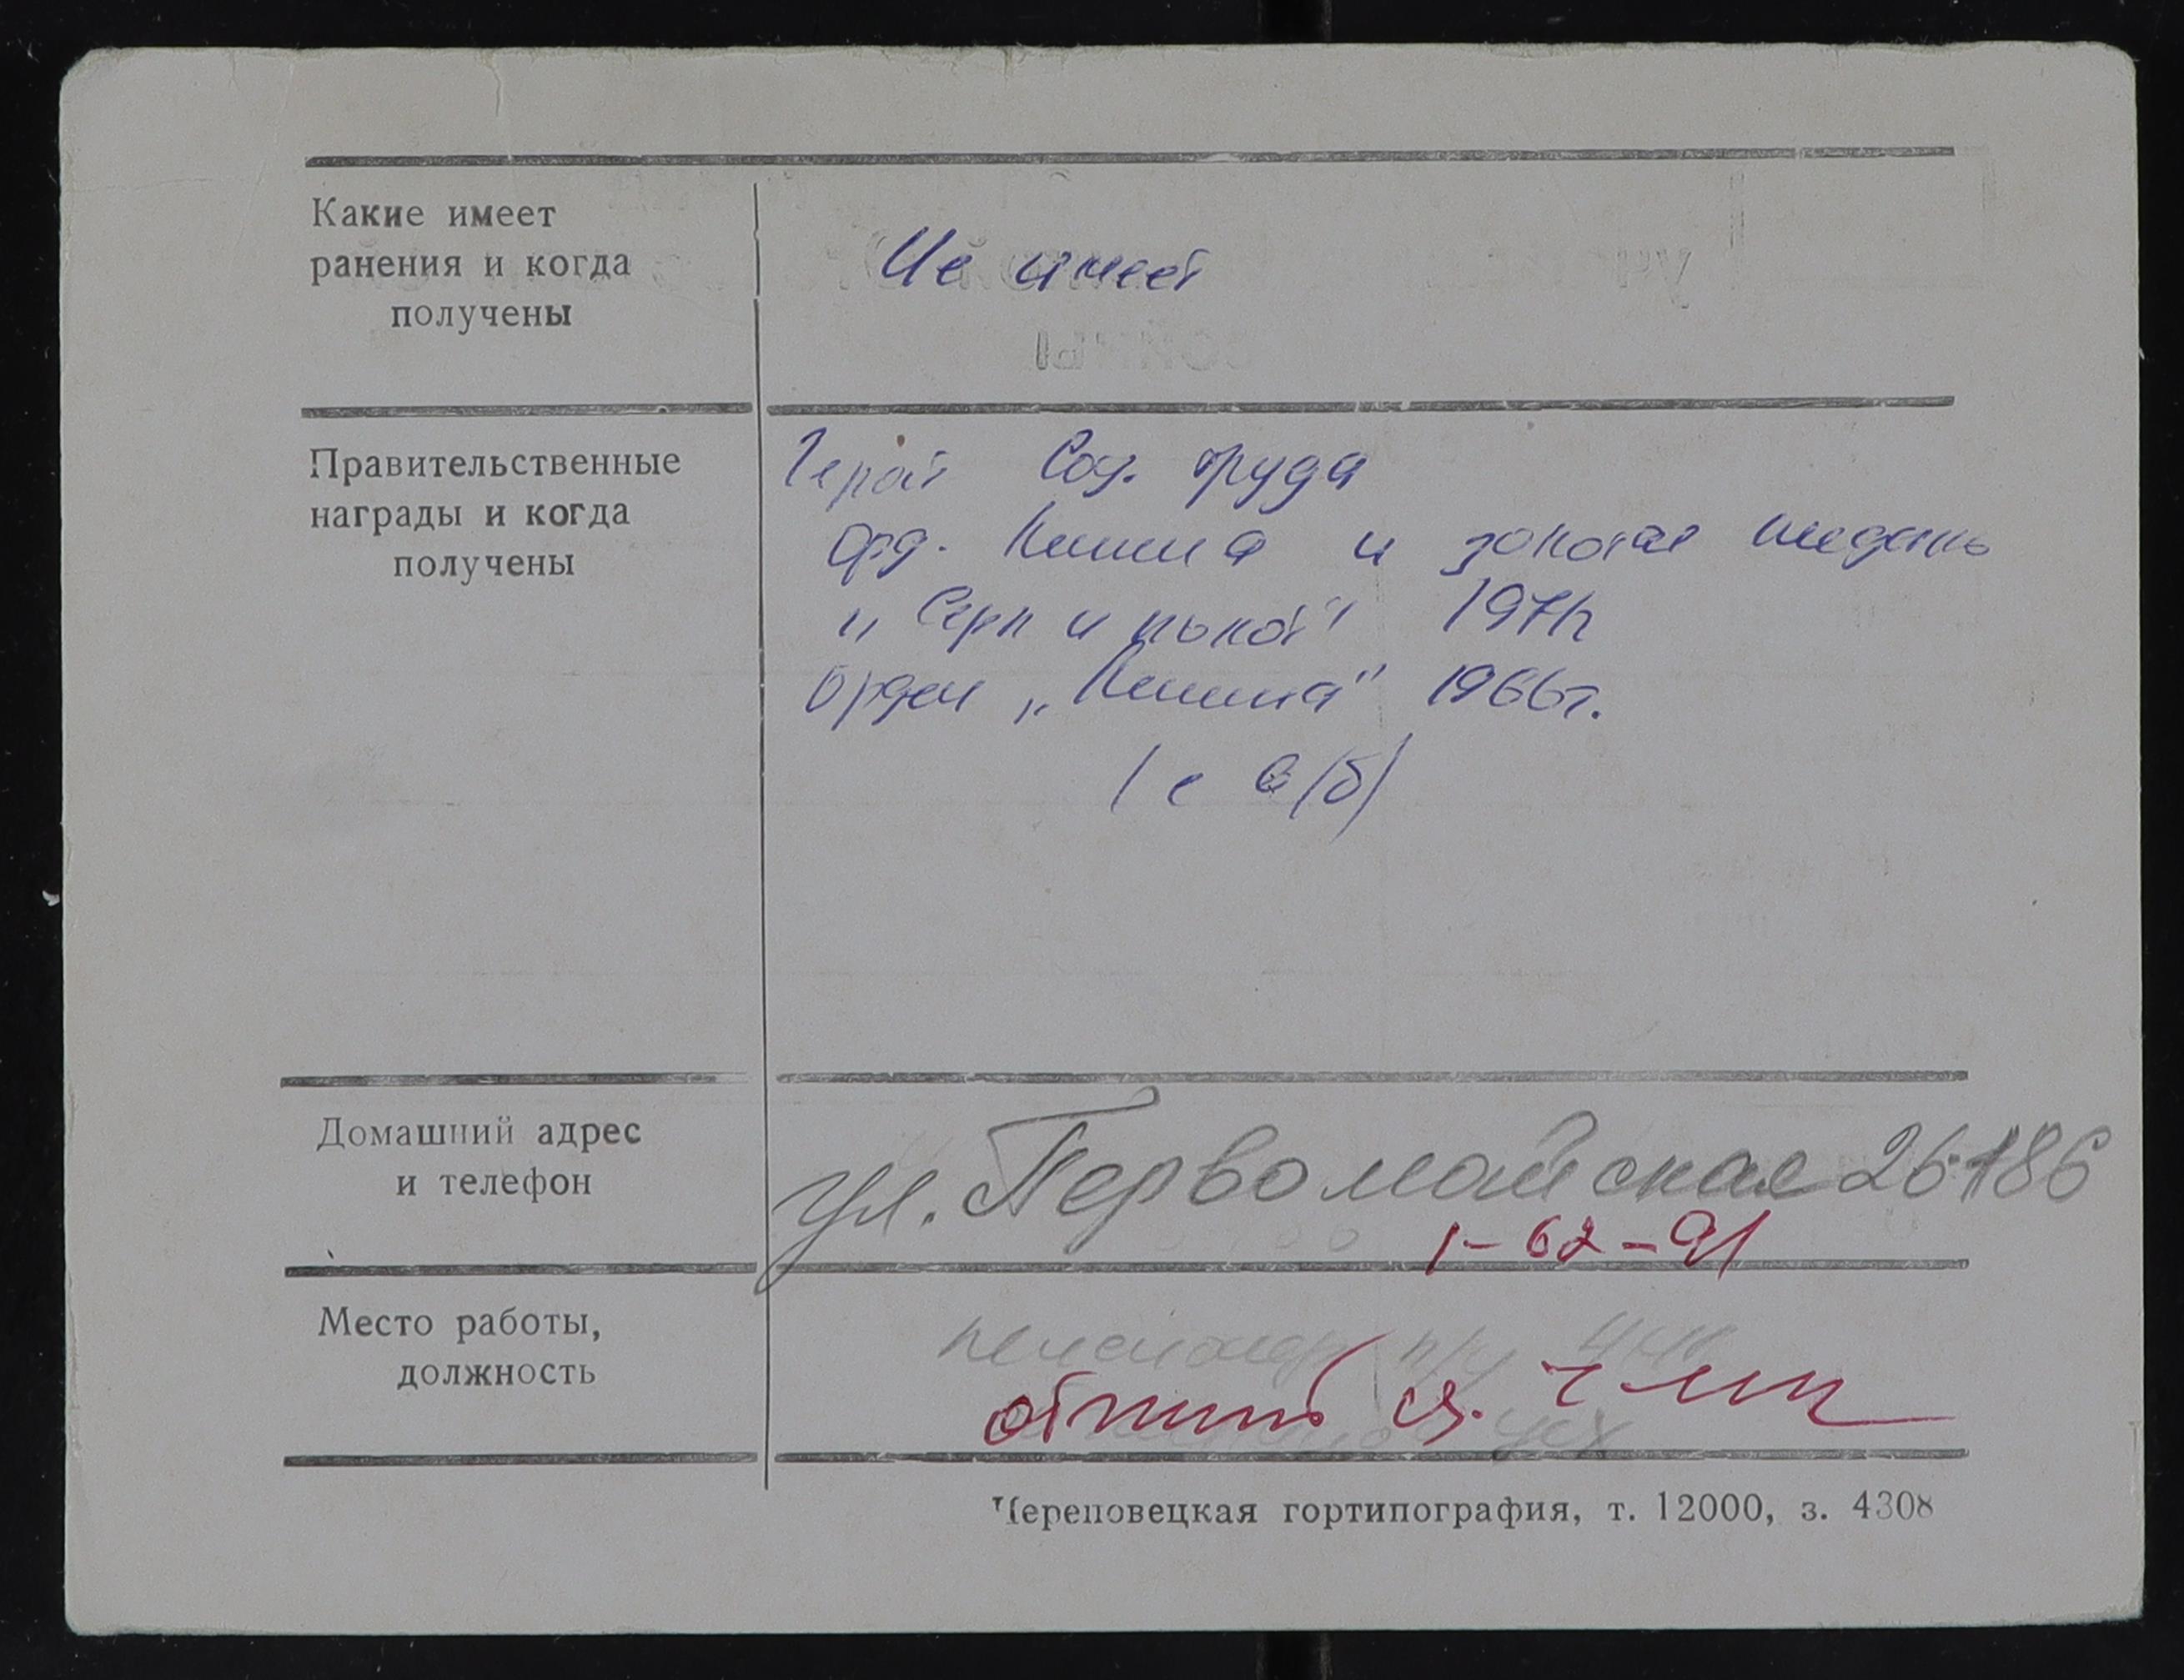 Какие имеет
ранения и когда
получены
Не имеет
Правительственные
награды и когда
получены
Герой Соц. труда
орд. Ленина и золотая медаль
„Серп и молот" 1971г
орден „Ленина" 1966г.
(с в/б)
Домашний адрес
и телефон
ул. Первомайская 26-186
1-62-91
Место работы,
должность
пенсионер
цех
Череповецкая гортипография, т. 12000, з. 4308